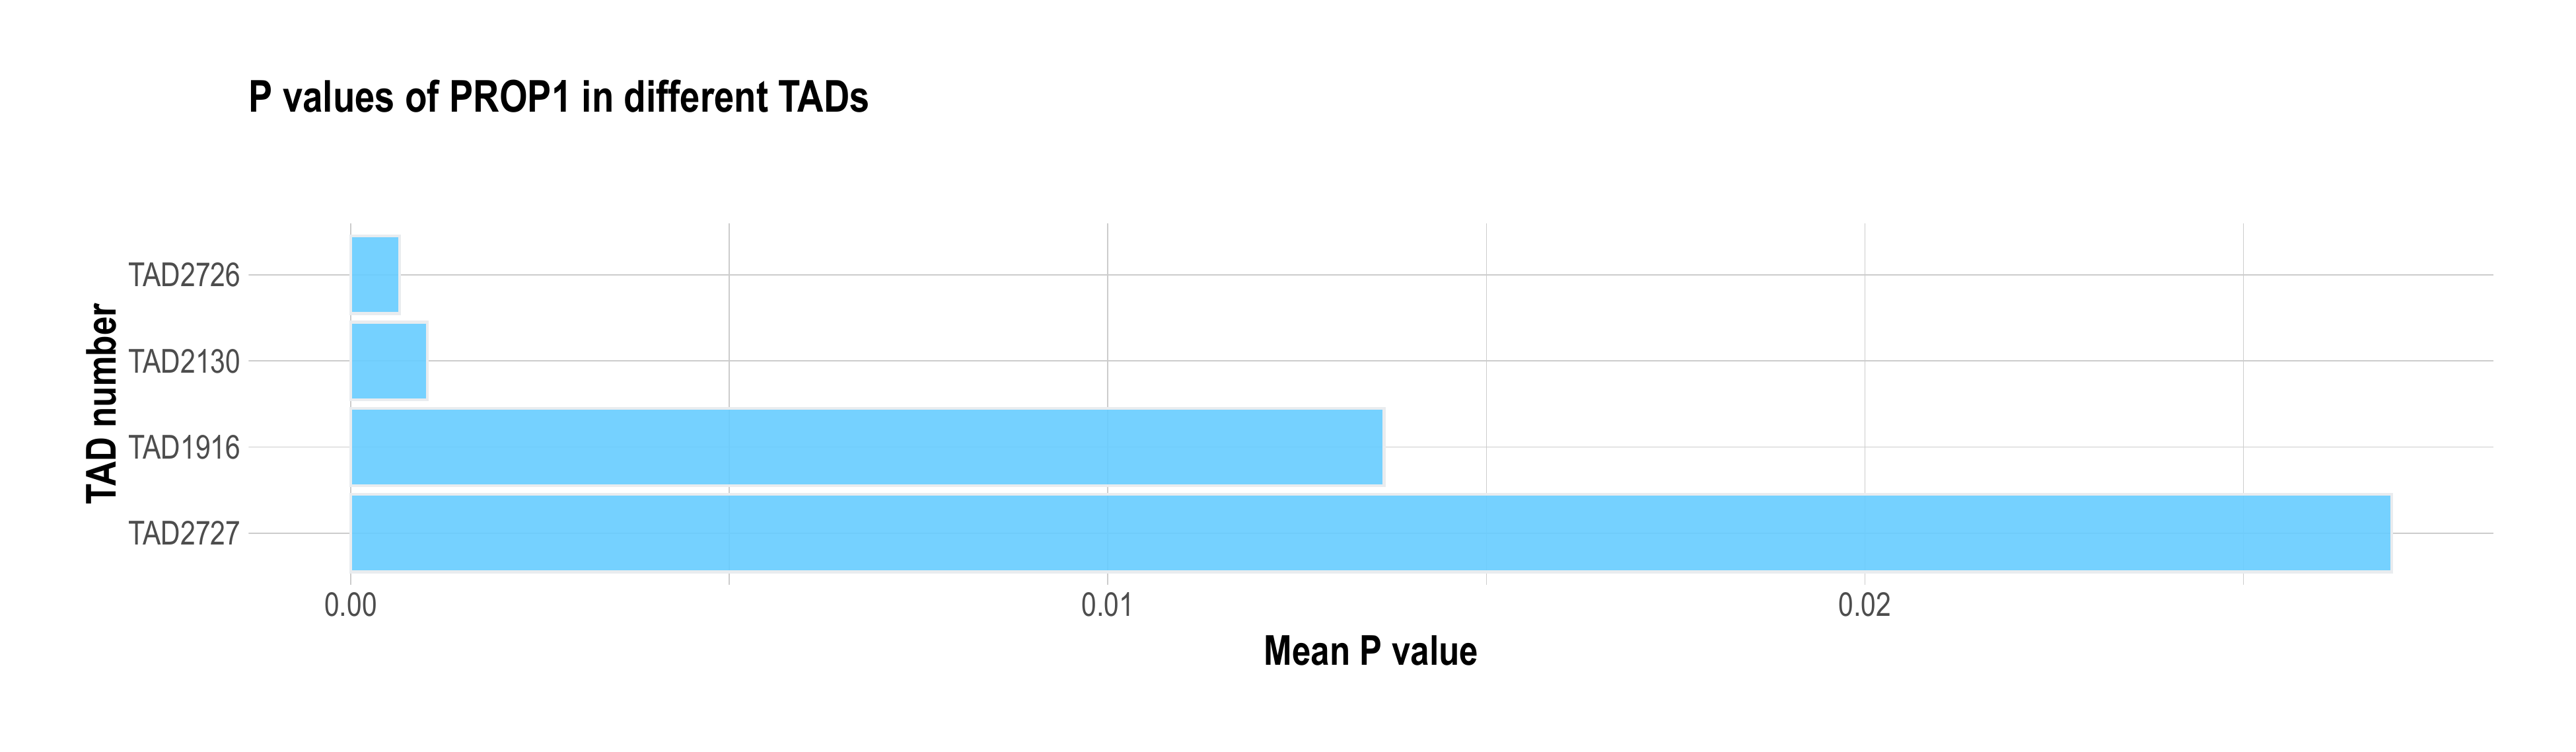 P values of PROP1 in different TADs
TAD number
TAD2726
TAD2130
TAD1916
TAD2727
0.00 0.01 0.02
Mean P value